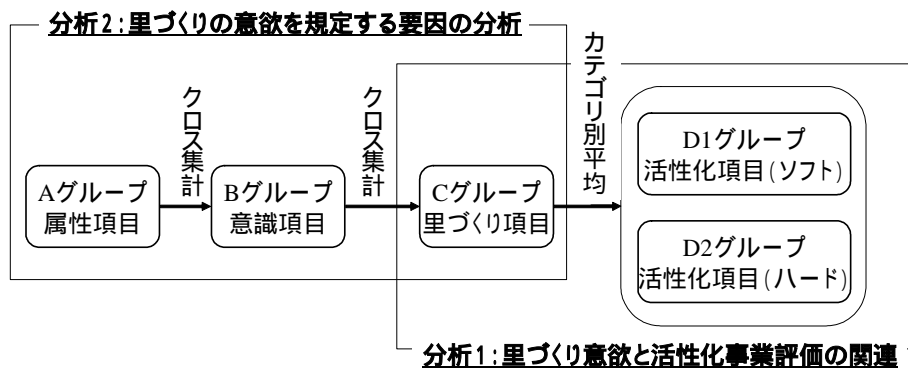 分析2:里づくりの意欲を規定する要因の分析
クロス集計
クロス集計
カテゴリ別平均
Aグループ
属性項目
Bグループ
意識項目
Cグループ
里づくり項目
D1グループ
活性化項目(ソフト)
D2グループ
活性化項目(ハード)
分析1:里づくり意欲と活性化事業評価の関連